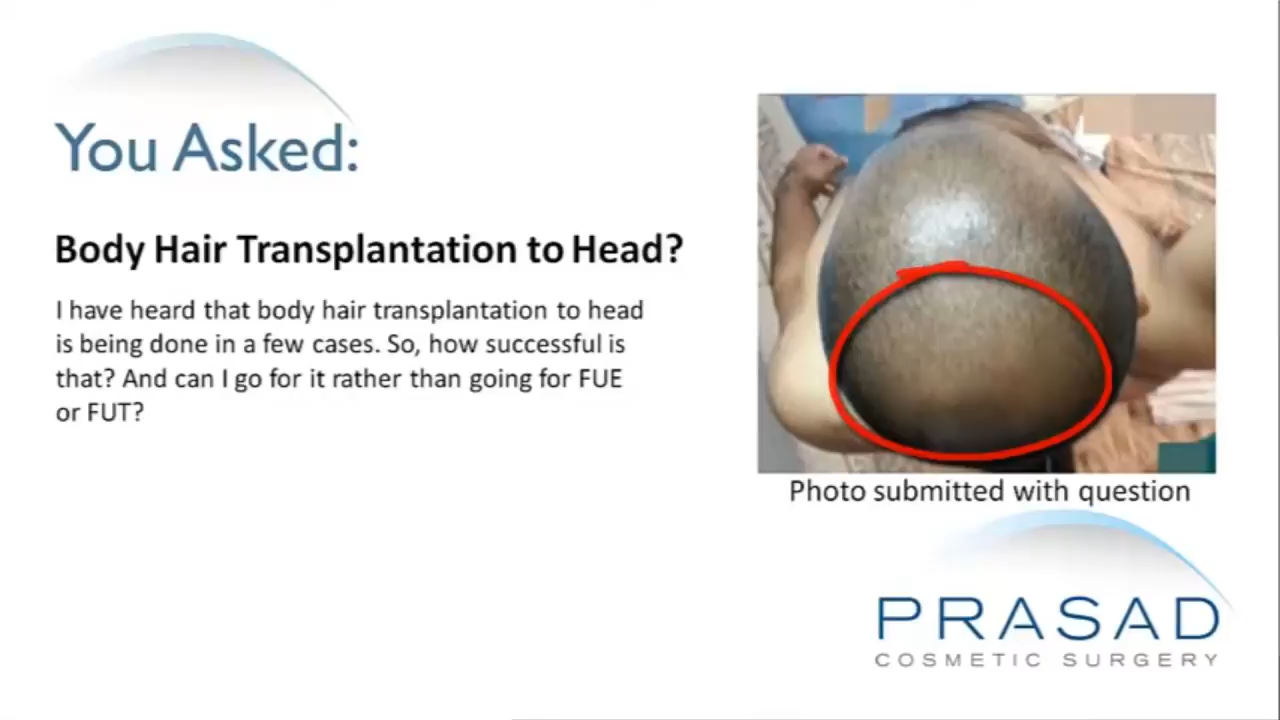 You Asked:
Body Hair Transplantation to Head?
I have heard that body hair transplantation to head
is being done in a few cases. So, how successful is
that? And can I go for it rather than going for FUE
or FUT?
Photo submitted with question
PRASAD
COSMETIC SURGERY